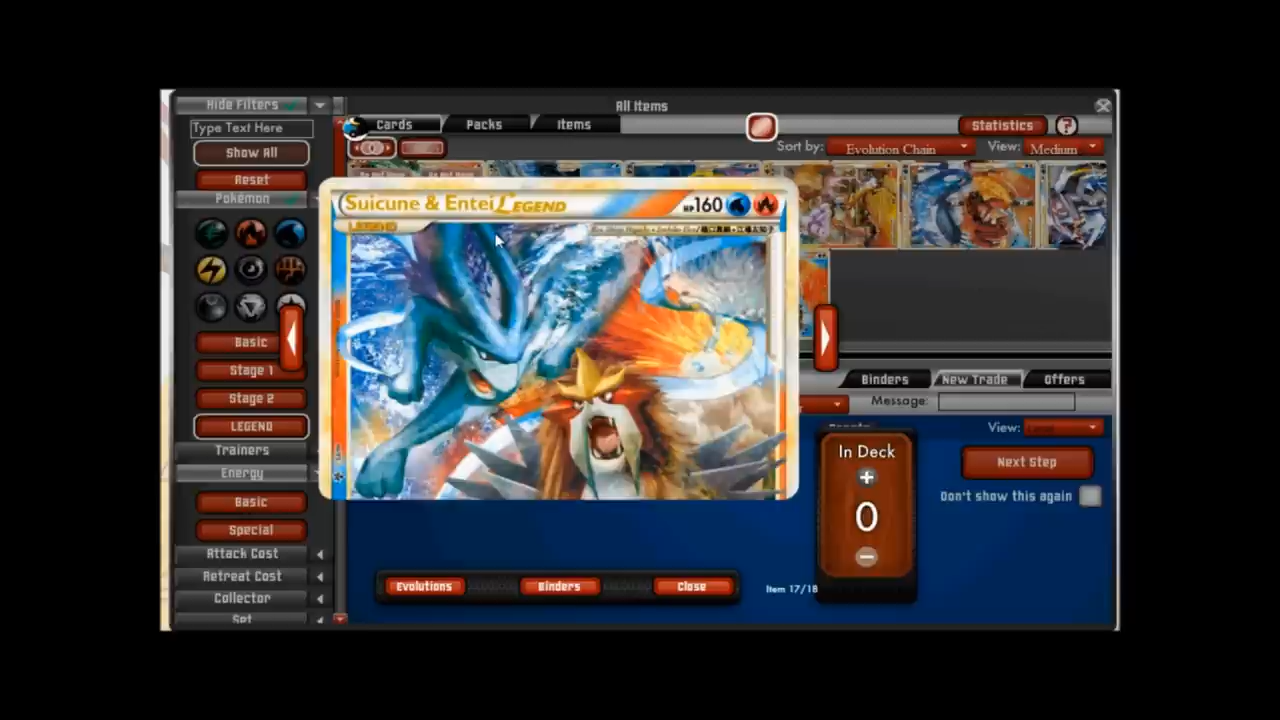 Hide Filters
All Items
Type Text Here
Cards
Packs
Items
Statistics
?
Show All
Sort by:
Evolution Chain
View:
Medium
Reset
Pokémon
Suicune & Entei LEGEND
HP160
LEGEND
Basic
Stage 1
Stage 2
LEGEND
Trainers
Energy
Basic
Special
Attack Cost
Retreat Cost
Collector
Set
Binders
New Trade
Offers
Message:
View:
In Deck
0
Next Step
Don't show this again
Evolutions
Binders
Close
Item 17/18